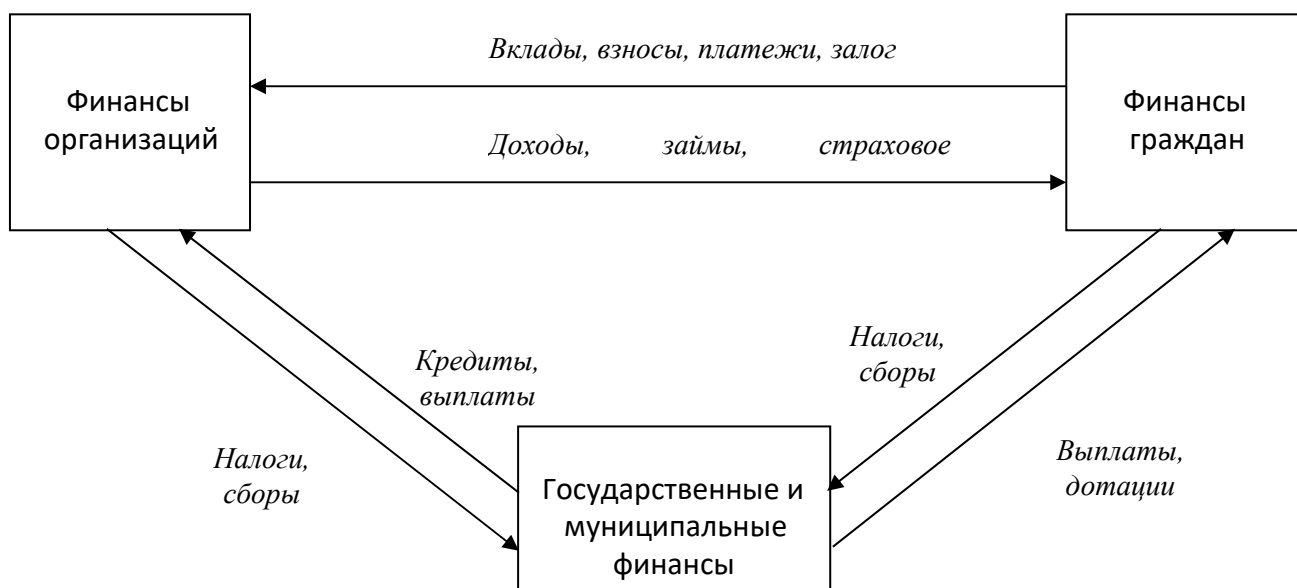 Вклады, взносы, платежи, залог
Финансы
организаций
Финансы
граждан
Доходы, займы, страховое
Кредиты,
выплаты
Налоги,
сборы
Налоги,
сборы
Выплаты,
дотации
Государственные и
муниципальные
финансы